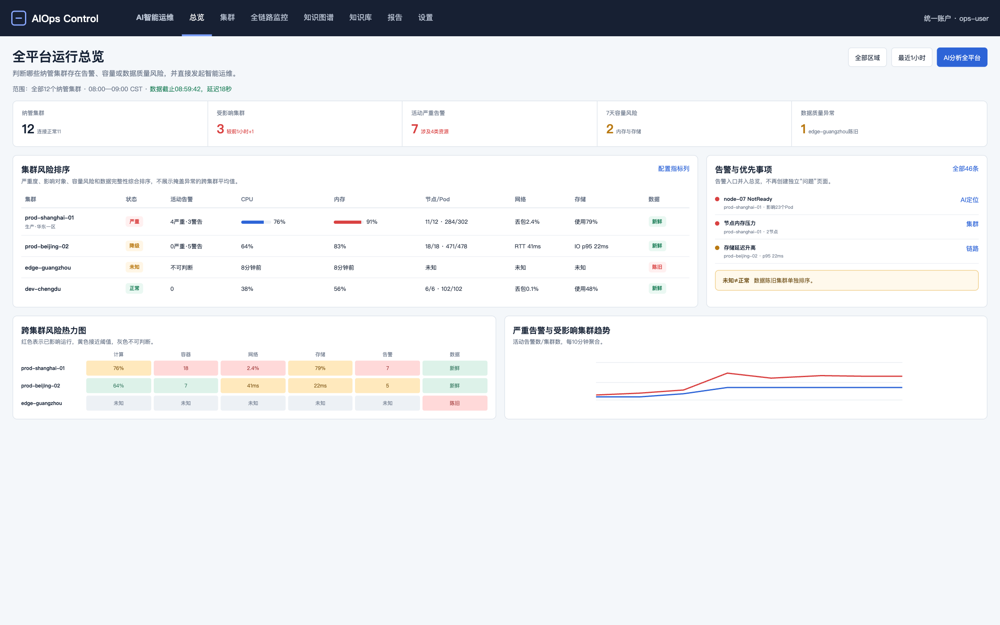 AIOps Control
AI智能运维 总览 集群 全链路监控 知识图谱 知识库 报告 设置
统一账户 · ops-user
全平台运行总览
判断哪些纳管集群存在告警、容量或数据质量风险，并直接发起智能运维。
范围：全部12个纳管集群 · 08:00—09:00 CST · 数据截止08:59:42，延迟18秒
全部区域 最近1小时 AI分析全平台
纳管集群
12 连接正常11
受影响集群
3 较前1小时+1
活动严重告警
7 涉及4类资源
7天容量风险
2 内存与存储
数据质量异常
1 edge-guangzhou陈旧
集群风险排序
配置指标列
严重度、影响对象、容量风险和数据完整性综合排序，不展示掩盖异常的跨集群平均值。
集群 状态 活动告警 CPU 内存 节点/Pod 网络 存储 数据
prod-shanghai-01 严重 4严重·3警告 76% 91% 11/12 · 284/302 丢包2.4% 使用79% 新鲜
生产·华东一区
prod-beijing-02 降级 0严重·5警告 64% 83% 18/18 · 471/478 RTT 41ms IO p95 22ms 新鲜
edge-guangzhou 未知 不可判断 8分钟前 8分钟前 未知 未知 未知 陈旧
dev-chengdu 正常 0 38% 56% 6/6 · 102/102 丢包0.1% 使用48% 新鲜
告警与优先事项
全部46条
告警入口并入总览，不再创建独立“问题”页面。
node-07 NotReady
prod-shanghai-01 · 影响23个Pod
AI定位
节点内存压力
prod-shanghai-01 · 2节点
集群
存储延迟升高
prod-beijing-02 · p95 22ms
链路
未知≠正常 数据陈旧集群单独排序。
跨集群风险热力图
红色表示已影响运行，黄色接近阈值，灰色不可判断。
计算 容器 网络 存储 告警 数据
prod-shanghai-01 76% 18 2.4% 79% 7 新鲜
prod-beijing-02 64% 7 41ms 22ms 5 新鲜
edge-guangzhou 未知 未知 未知 未知 未知 陈旧
严重告警与受影响集群趋势
活动告警数/集群数，每10分钟聚合。